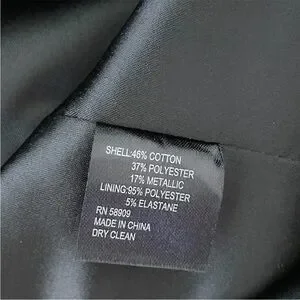 SHELL:46% COTTON
37% POLYESTER
17% METALLIC
LINING:95% POLYESTER
5% ELASTANE
RN 58909
MADE IN CHINA
DRY CLEAN